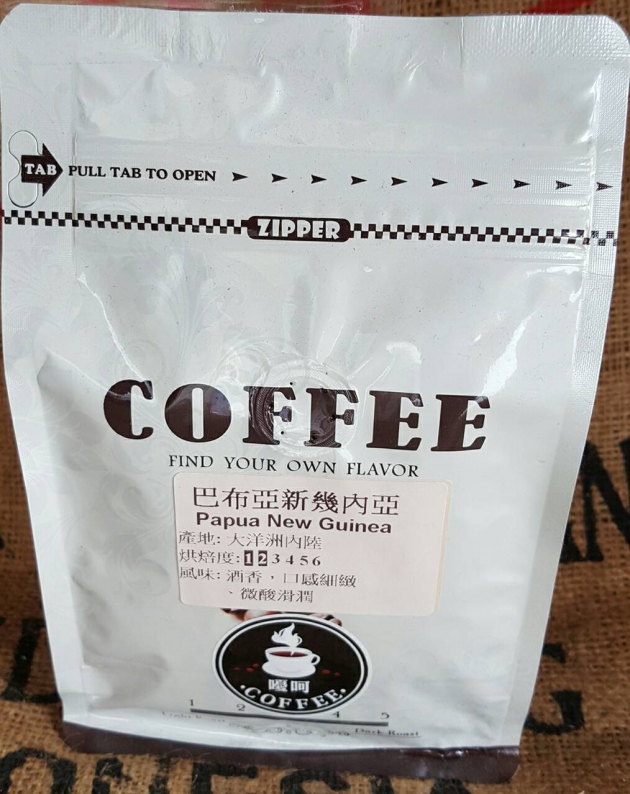 TAB PULL TAB TO OPEN
ZIPPER
COFFEE
FIND YOUR OWN FLAVOR
巴布亞新幾內亞
Papua New Guinea
產地: 大洋洲內陸
烘焙度:123456
風味: 酒香，口感細緻
、微酸滑潤
COFFEE
1 2 4 5
Dark Roast